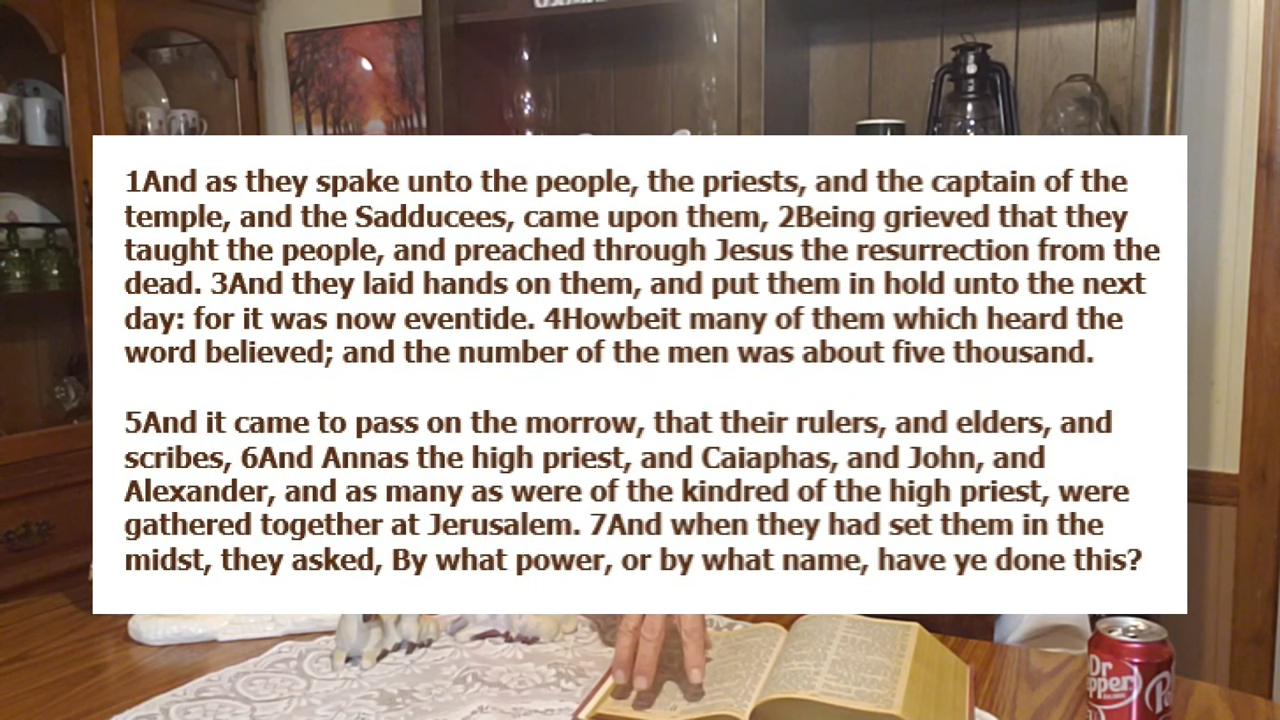 1And as they spake unto the people, the priests, and the captain of the
temple, and the Sadducees, came upon them, 2Being grieved that they
taught the people, and preached through Jesus the resurrection from the
dead. 3And they laid hands on them, and put them in hold unto the next
day: for it was now eventide. 4Howbeit many of them which heard the
word believed; and the number of the men was about five thousand.
5And it came to pass on the morrow, that their rulers, and elders, and
scribes, 6And Annas the high priest, and Caiaphas, and John, and
Alexander, and as many as were of the kindred of the high priest, were
gathered together at Jerusalem. 7And when they had set them in the
midst, they asked, By what power, or by what name, have ye done this?
Dr
pper